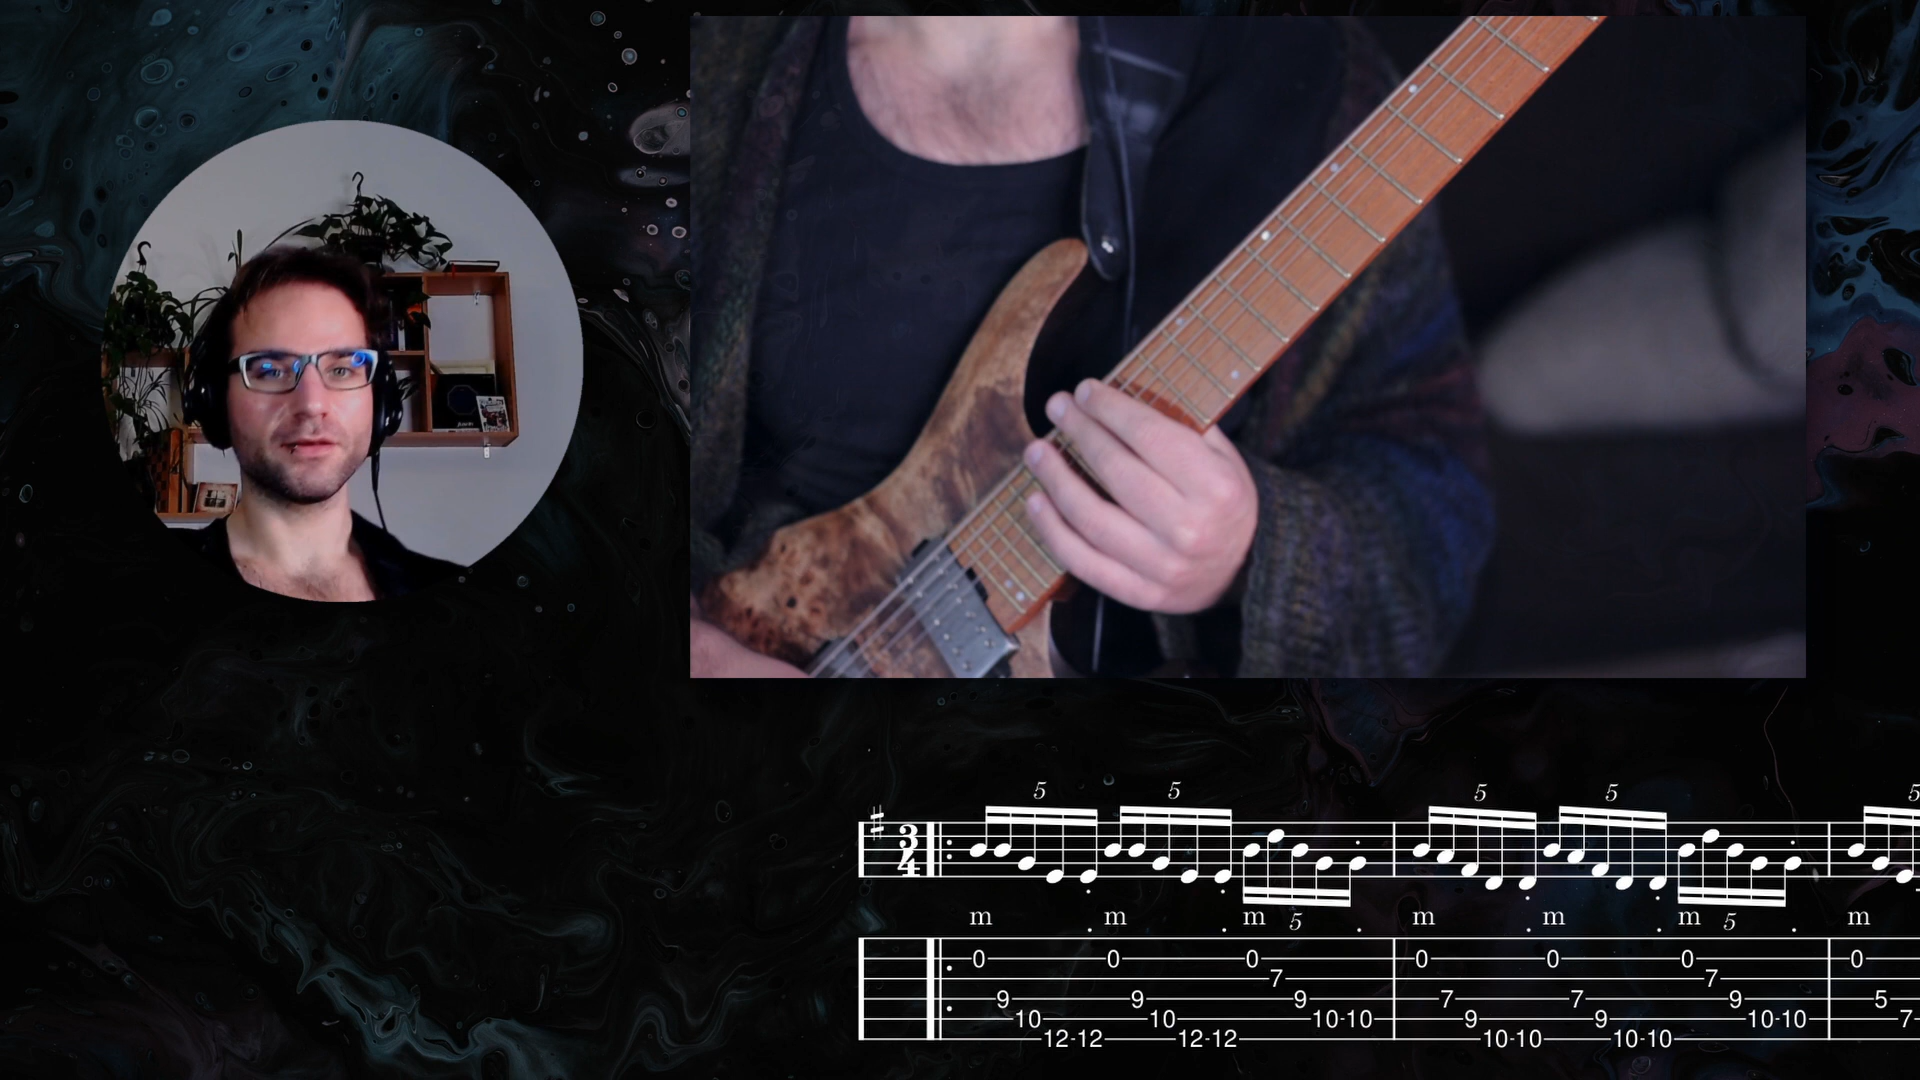 5 5 5 5 5
3
4
m m m 5 m m m 5 m
0 0 0 0 0 0 0
7 7
9 9 9 7 7 9 5
10 10 10-10 9 9 10-10 7
12-12 12-12 10-10 10-10